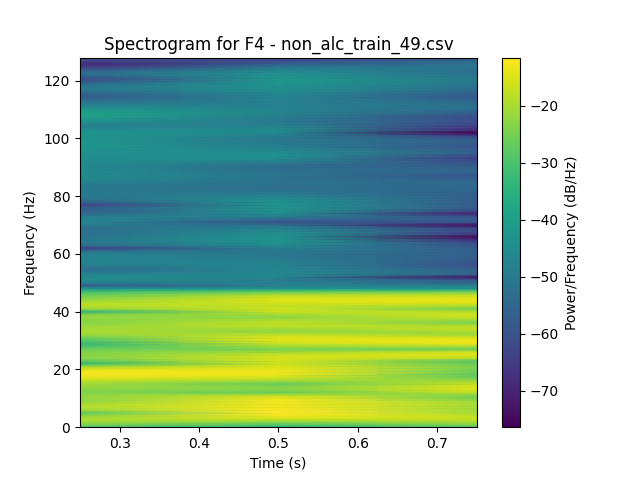 Spectrogram for F4 - non_alc_train_49.csv
120
100
80
60
40
20
0
Frequency (Hz)
0.3 0.4 0.5 0.6 0.7
Time (s)
−20
−30
−40
−50
−60
−70
Power/Frequency (dB/Hz)